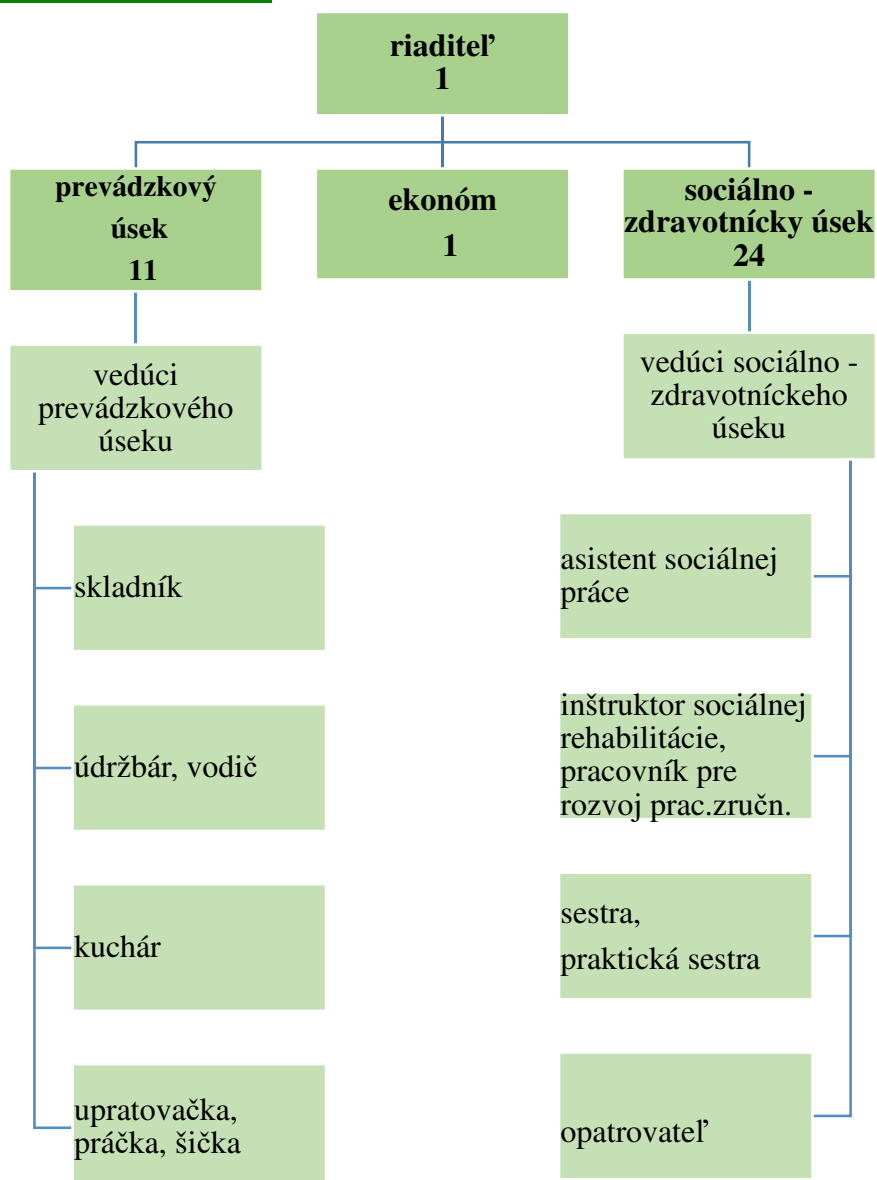 riaditeľ
1
prevádzkový
úsek
11
ekonóm
1
sociálno -
zdravotnícky úsek
24
vedúci
prevádzkového
úseku
vedúci sociálno -
zdravotníckeho
úseku
skladník
údržbár, vodič
kuchár
upratovačka,
práčka, šička
asistent sociálnej
práce
inštruktor sociálnej
rehabilitácie,
pracovník pre
rozvoj prac.zručn.
sestra,
praktická sestra
opatrovateľ